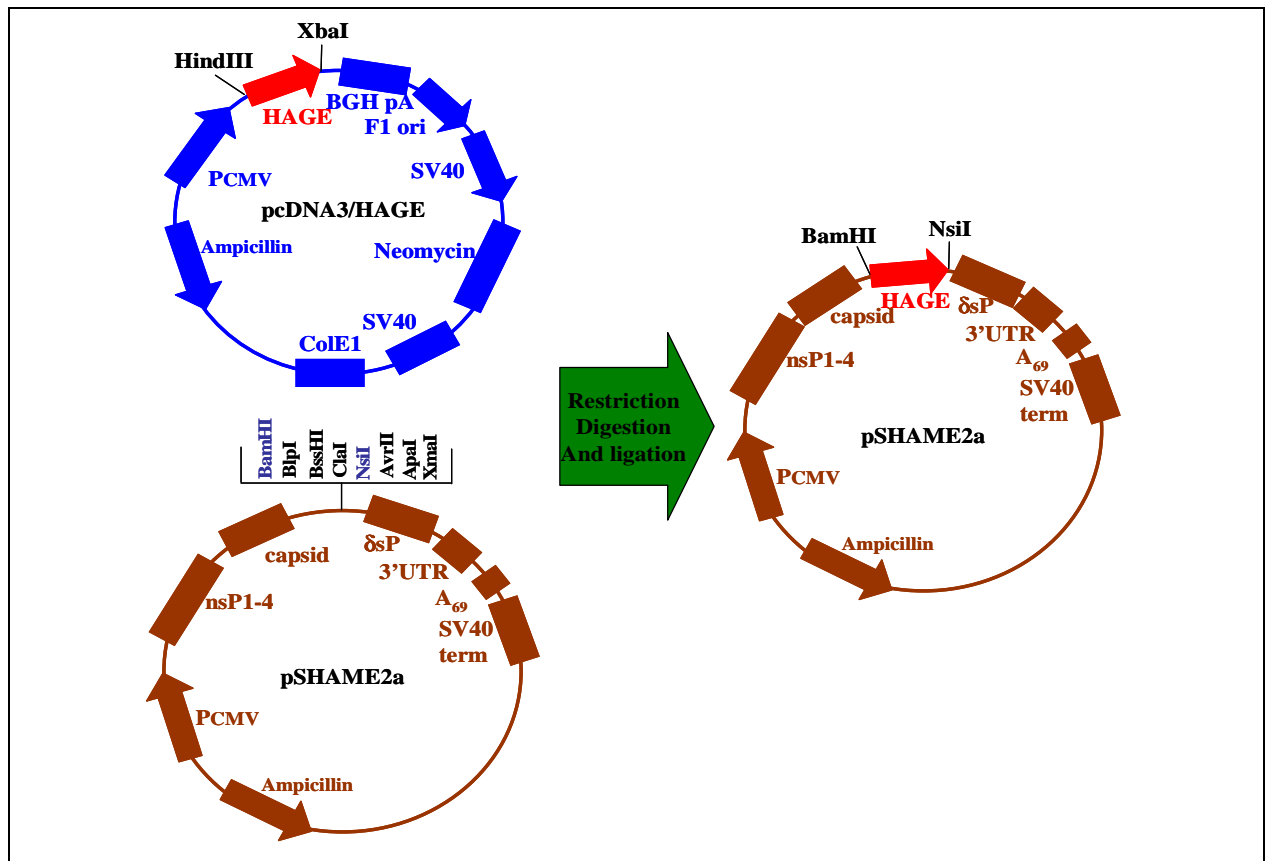 XbaI
HindIII
HAGE
BGH pA
F1 ori
SV40
PCMV
pcDNA3/HAGE
Ampicillin
Neomycin
SV40
ColE1
BamHI
BlpI
BssHI
ClaI
NsiI
AvrII
ApaI
XmaI
capsid
δsP
3’UTR
nsP1-4
A69
SV40
term
pSHAME2a
PCMV
Ampicillin
Restriction
Digestion
And ligation
BamHI
NsiI
HAGE
δsP
capsid
3’UTR
nsP1-4
A69
SV40
term
pSHAME2a
PCMV
Ampicillin